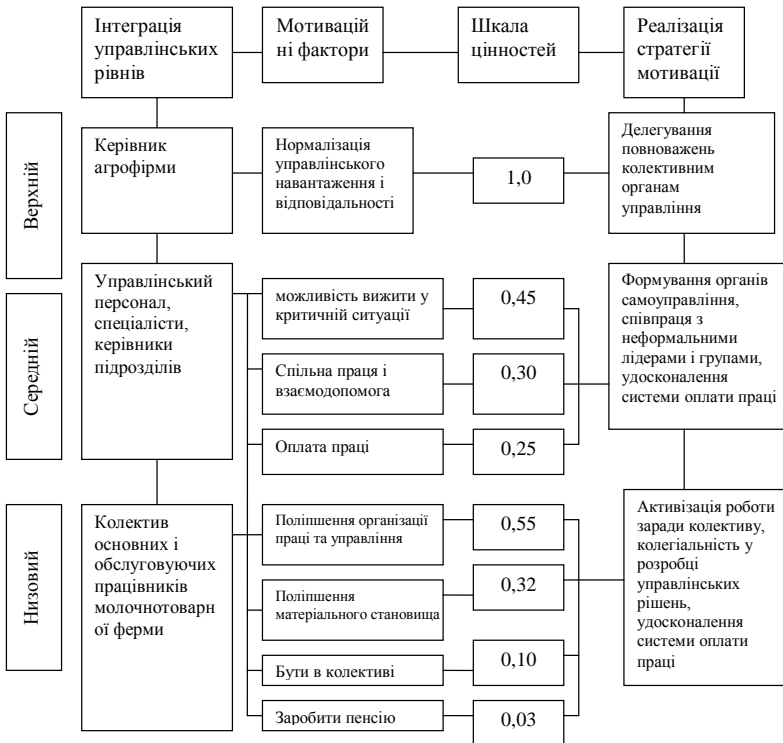 Інтеграція
управлінських
рівнів
Мотивацій
ні фактори
Шкала
цінностей
Реалізація
стратегії
мотивації
Верхній
Керівник
агрофірми
Нормалізація
управлінського
навантаження і
відповідальності
1,0
Делегування
повноважень
колективним
органам
управління
Середній
Управлінський
персонал,
спеціалісти,
керівники
підрозділів
можливість вижити у
критичній ситуації
0,45
Спільна праця і
взаємодопомога
0,30
Оплата праці
0,25
Формування органів
самоуправління,
співпраця з
неформальними
лідерами і групами,
удосконалення
системи оплати праці
Низовий
Колектив
основних і
обслуговуючих
працівників
молочнотоварн
ої ферми
Поліпшення організації
праці та управління
0,55
Поліпшення
матеріального становища
0,32
Бути в колективі
0,10
Заробити пенсію
0,03
Активізація роботи
заради колективу,
колегіальність у
розробці
управлінських
рішень,
удосконалення
системи оплати
праці